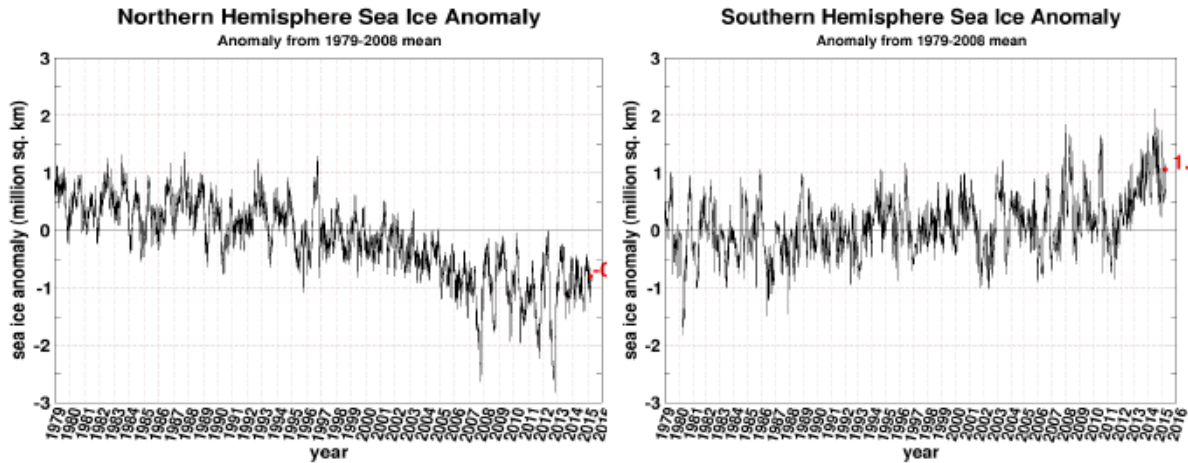 Northern Hemisphere Sea Ice Anomaly
Anomaly from 1979-2008 mean
3
2
1
0
-1
-2
-3
sea ice anomaly (million sq. km)
-0
1979 1980 1981 1982 1983 1984 1985 1986 1987 1988 1989 1990 1991 1992 1993 1994 1995 1996 1997 1998 1999 2000 2001 2002 2003 2004 2005 2006 2007 2008 2009 2010 2011 2012 2013 2014 2015 2016
year
Southern Hemisphere Sea Ice Anomaly
Anomaly from 1979-2008 mean
3
2
1
0
-1
-2
-3
sea ice anomaly (million sq. km)
1.
1979 1980 1981 1982 1983 1984 1985 1986 1987 1988 1989 1990 1991 1992 1993 1994 1995 1996 1997 1998 1999 2000 2001 2002 2003 2004 2005 2006 2007 2008 2009 2010 2011 2012 2013 2014 2015 2016
year